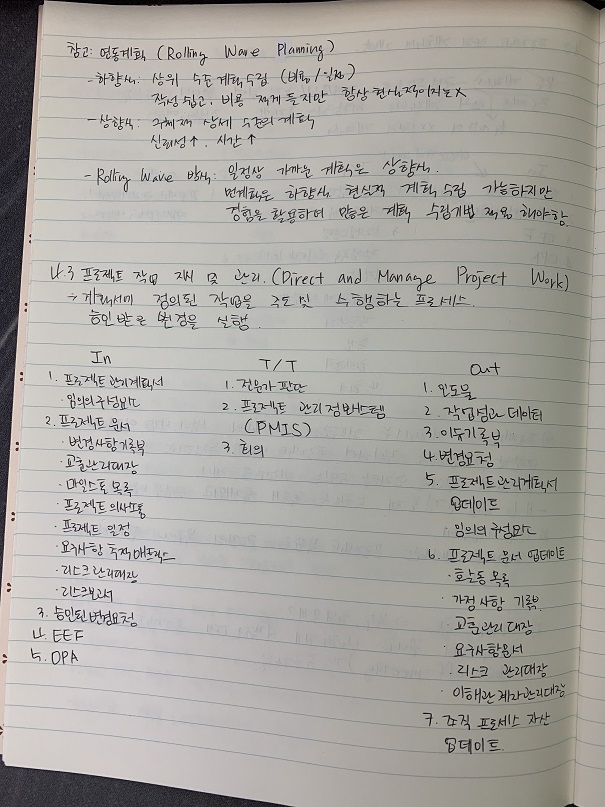 참고: 연동계획 (Rolling Wave Planning)
- 하향식: 상위 수준 계획수립 (비용/일정)
작성 쉽고, 비용 적게 들지만 항상 현실적이지는 X
- 상향식: 구체적 상세 수준의 계획
신뢰성↑, 시간↑
- Rolling Wave 방식: 일정상 가까운 계획은 상향식.
먼계획은 하향식. 현실적 계획 수립 가능하지만
경험을 활용하며 만은 계획 수립기법 적용 해야함.
4.3 프로젝트 작업 지시 및 관리. (Direct and Manage Project Work)
→ 계획서에 정의된 작업을 주도 및 수행하는 프로세스.
승인받은 변경을 실행.
In
1. 프로젝트 관리계획서
· 임의의 구성요소
2. 프로젝트 문서
· 변경사항기록부
· 교훈관리대장
· 마일스톤 목록
· 프로젝트 의사소통
· 프로젝트 일정
· 요구사항 추적 매트릭스
· 리스크 관리대장
· 리스크보고서
3. 승인된 변경요청
4. EEF
5. OPA
T/T
1. 전문가 판단
2. 프로젝트 관리정보시스템
(PMIS)
3. 회의
Out
1. 인도물
2. 작업성과 데이터
3. 이슈기록부
4. 변경요청
5. 프로젝트관리계획서
업데이트
· 임의의 구성요소
6. 프로젝트 문서 업데이트
· 활동 목록
· 가정사항 기록부
· 교훈관리 대장
· 요구사항문서
· 리스크 관리대장
· 이해관계자관리대장
7. 조직 프로세스 자산
업데이트.